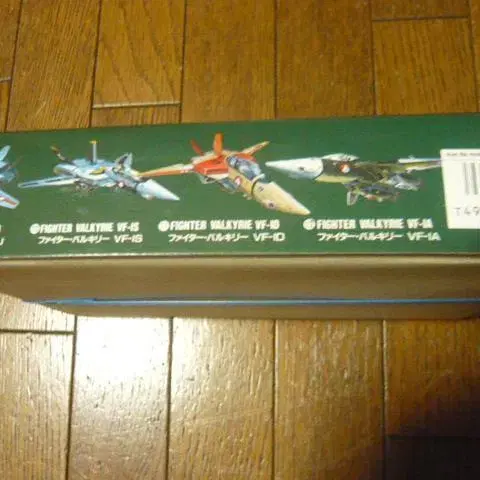 FIGHTER VALKYRIE VF-1S
ファイター・バルキリー VF-1S
FIGHTER VALKYRIE VF-1D
ファイター・バルキリー VF-1D
FIGHTER VALKYRIE VF-1A
ファイター・バルキリー VF-1A
T49